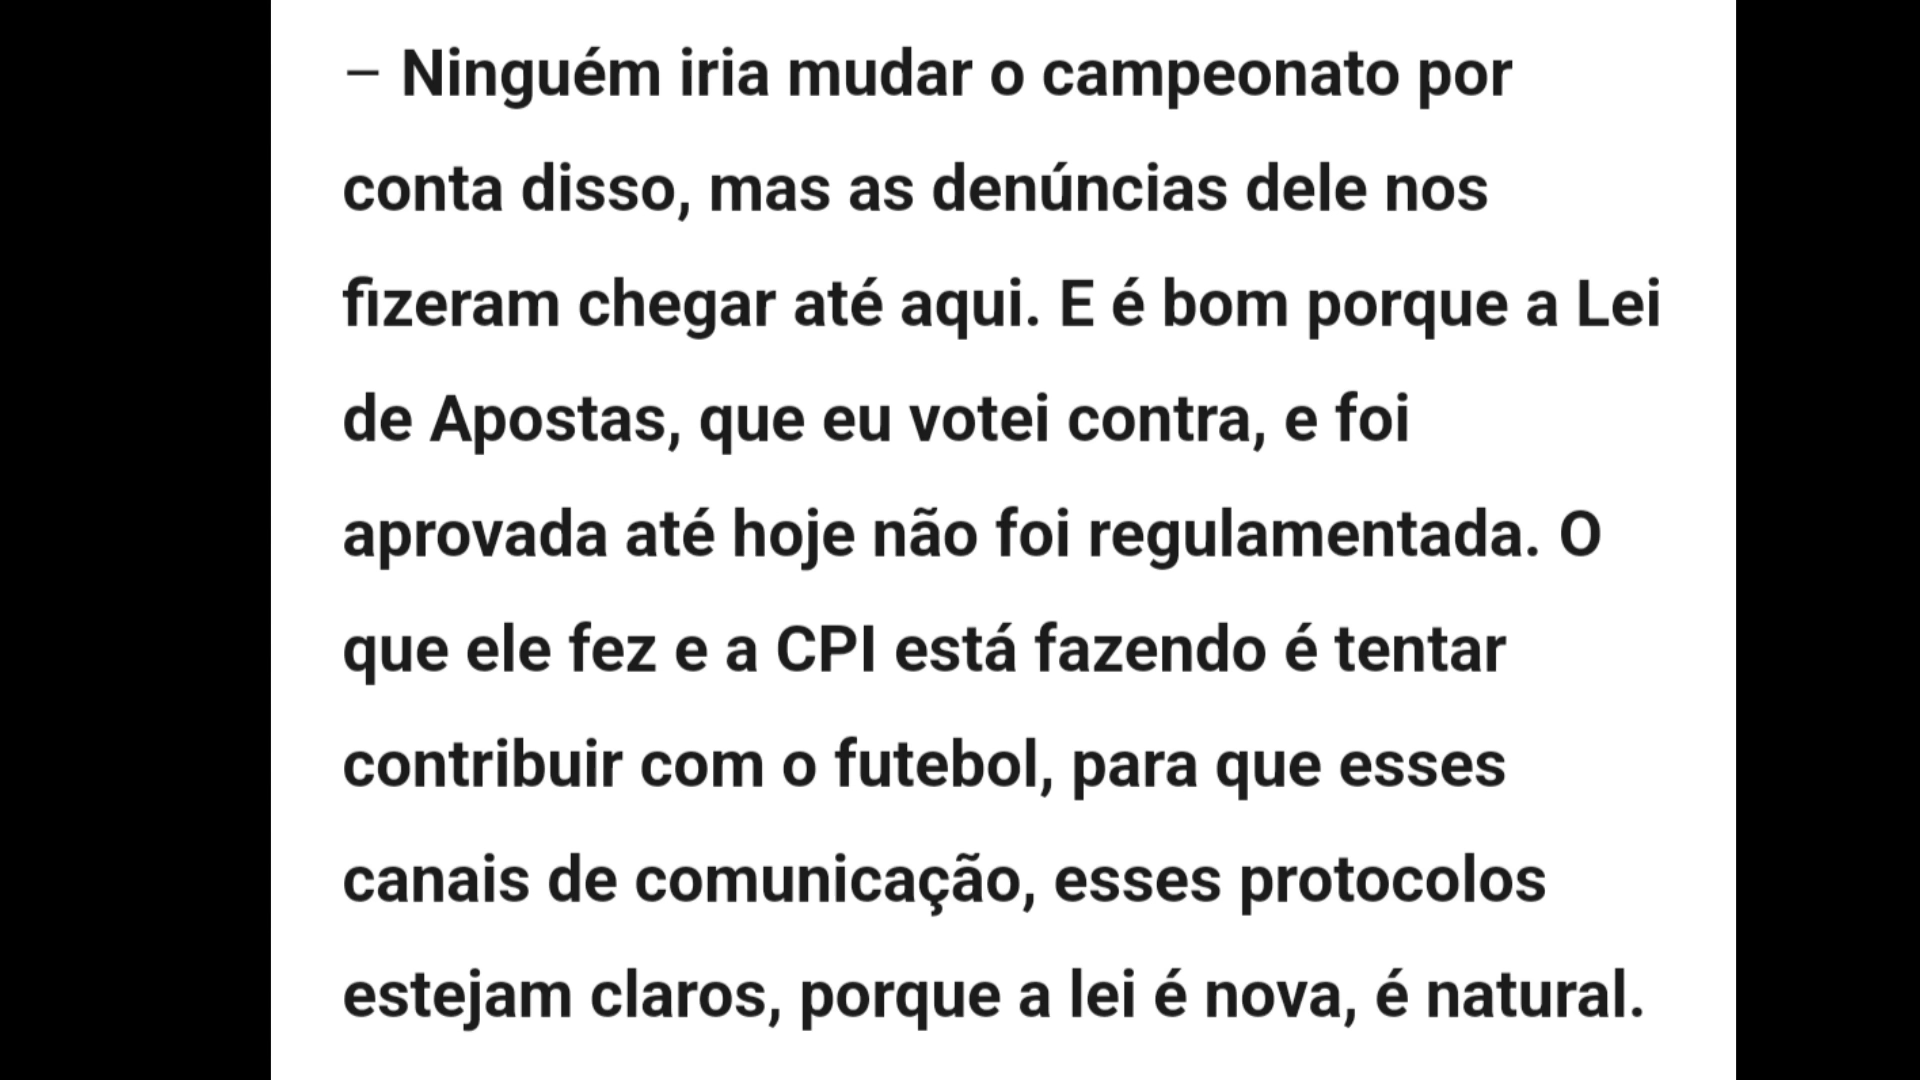 – Ninguém iria mudar o campeonato por
conta disso, mas as denúncias dele nos
fizeram chegar até aqui. E é bom porque a Lei
de Apostas, que eu votei contra, e foi
aprovada até hoje não foi regulamentada. O
que ele fez e a CPI está fazendo é tentar
contribuir com o futebol, para que esses
canais de comunicação, esses protocolos
estejam claros, porque a lei é nova, é natural.